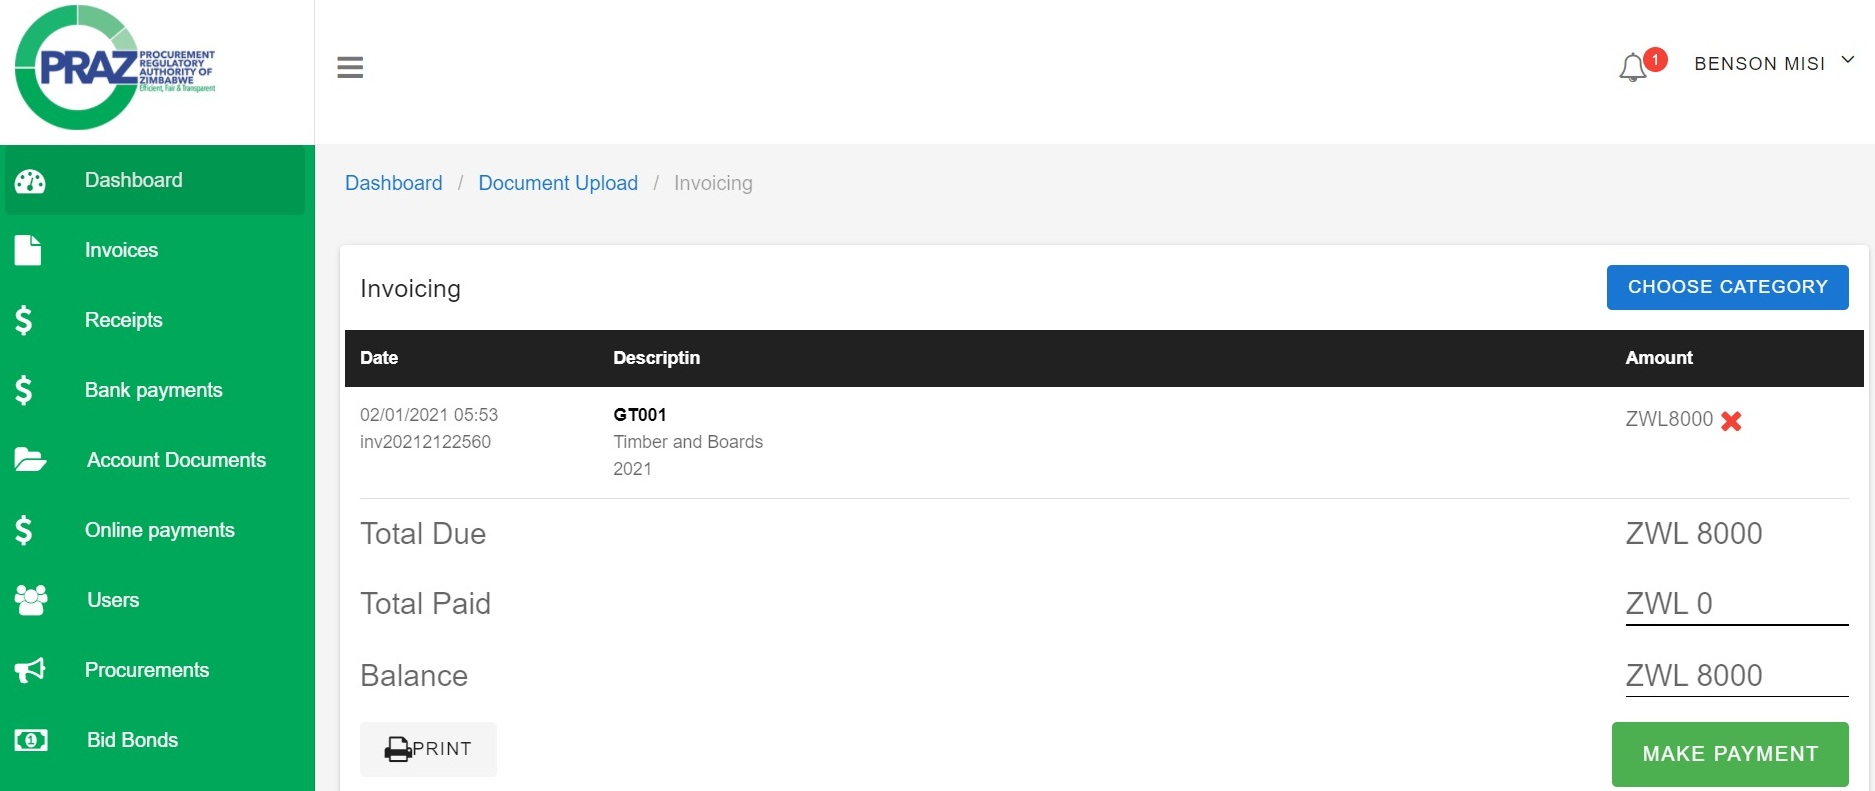 PRAZ
PROCUREMENT
REGULATORY
AUTHORITY OF
ZIMBABWE
Efficient, Fair & Transparent
1
BENSON MISI
Dashboard
Invoices
Receipts
Bank payments
Account Documents
Online payments
Users
Procurements
Bid Bonds
Dashboard / Document Upload / Invoicing
Invoicing
CHOOSE CATEGORY
Date Descriptin Amount
02/01/2021 05:53 GT001 ZWL8000
inv20212122560 Timber and Boards
2021
Total Due ZWL 8000
Total Paid ZWL 0
Balance ZWL 8000
PRINT
MAKE PAYMENT